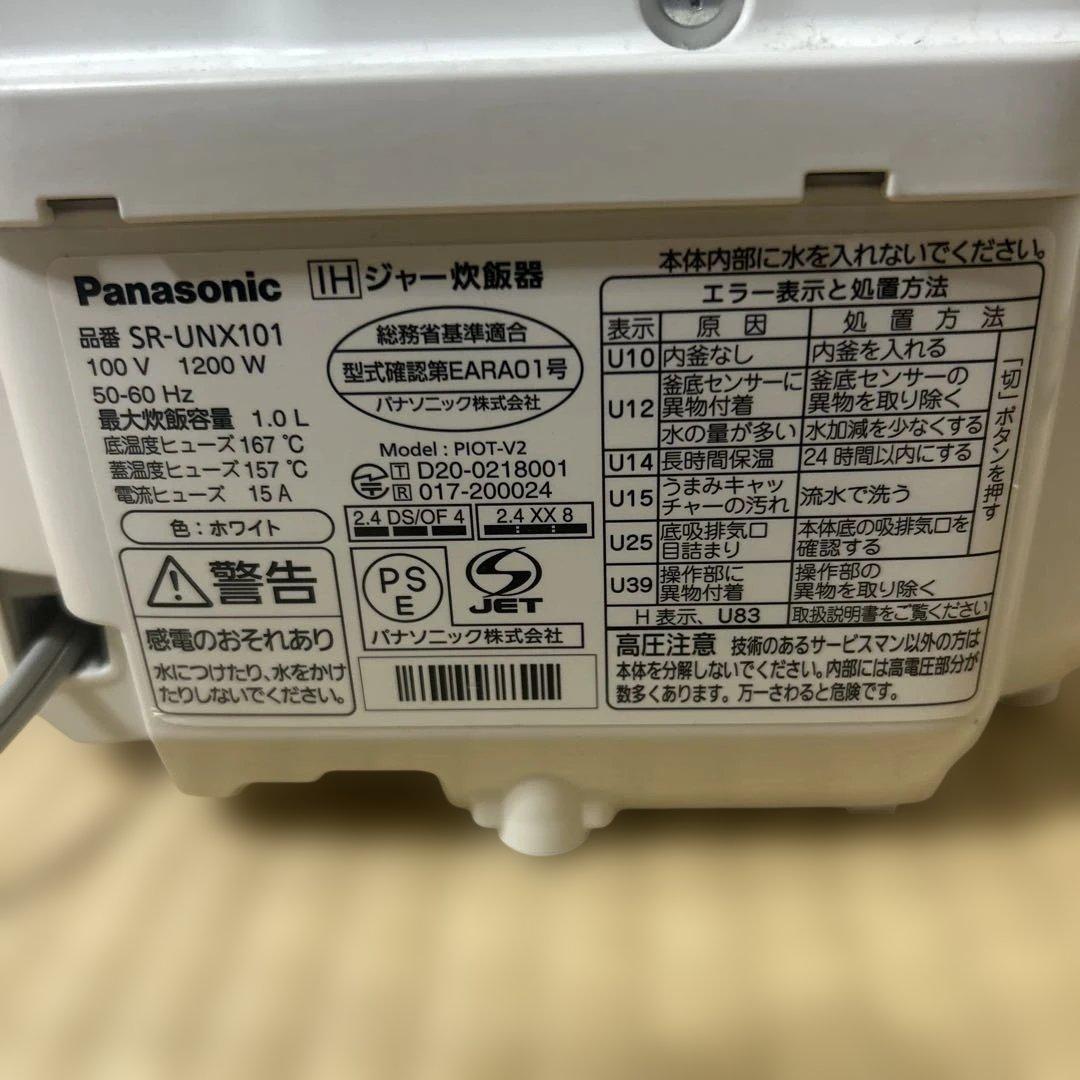 Panasonic IHジャー炊飯器
品番 SR-UNX101
100 V 1200 W
50-60 Hz
最大炊飯容量 1.0 L
底温度ヒューズ 167 ℃
蓋温度ヒューズ 157 ℃
電流ヒューズ 15 A
色:ホワイト
警告
感電のおそれあり
水につけたり、水をかけ
たりしないでください。
総務省基準適合
型式確認第EARA01号
パナソニック株式会社
Model : PIOT-V2
T D20-0218001
R 017-200024
2.4 DS/OF 4 2.4 XX 8
PS
E
JET
パナソニック株式会社
本体内部に水を入れないでください。
エラー表示と処置方法
表示 原因 処置方法
U10 内釜なし 内釜を入れる
U12 釜底センサーに 釜底センサーの
異物付着 異物を取り除く
水の量が多い 水加減を少なくする
U14 長時間保温 24時間以内にする
U15 うまみキャッ 流水で洗う
チャーの汚れ
U25 底吸排気口 本体底の吸排気口を
目詰まり 確認する
「切」ボタンを押す
U39 操作部に 操作部の
異物付着 異物を取り除く
H 表示、U83 取扱説明書をご覧ください
高圧注意 技術のあるサービスマン以外の方は
本体を分解しないでください。内部には高電圧部分が
数多くあります。万一さわると危険です。